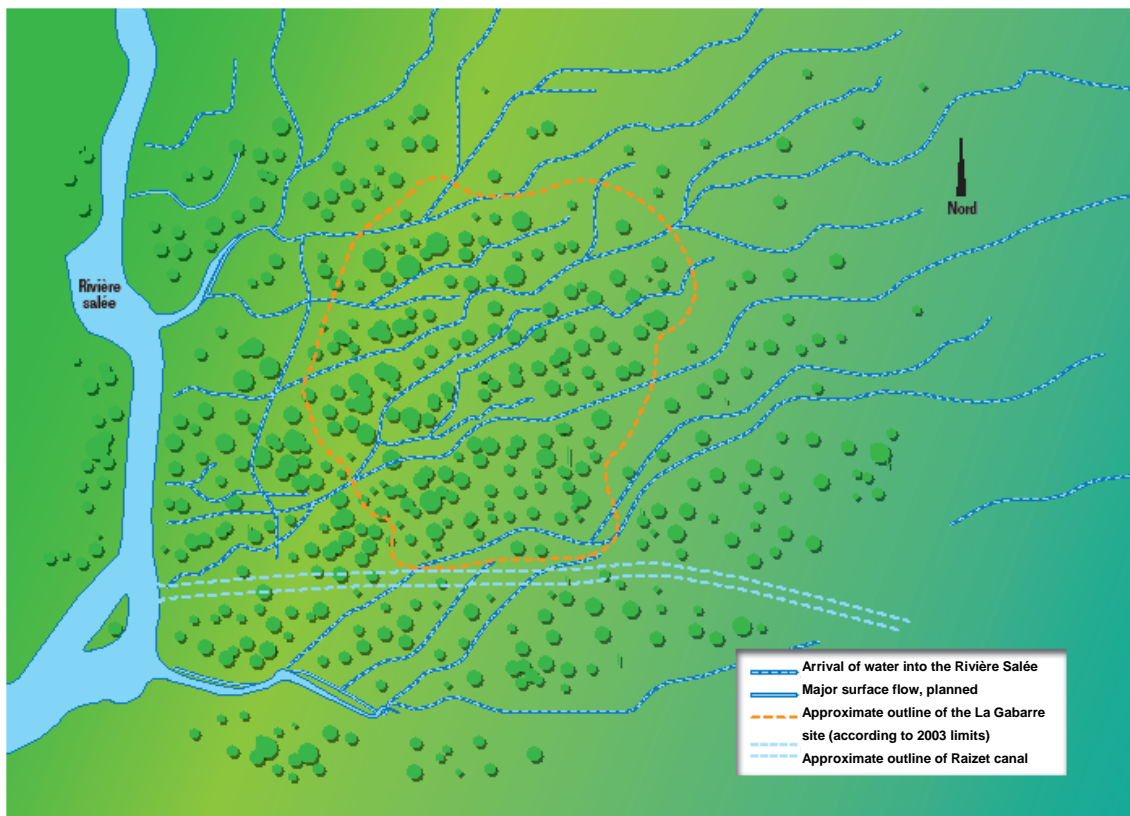 Nord
Rivière
salée
Arrival of water into the Rivière Salée
Major surface flow, planned
Approximate outline of the La Gabarre
site (according to 2003 limits)
Approximate outline of Raizet canal